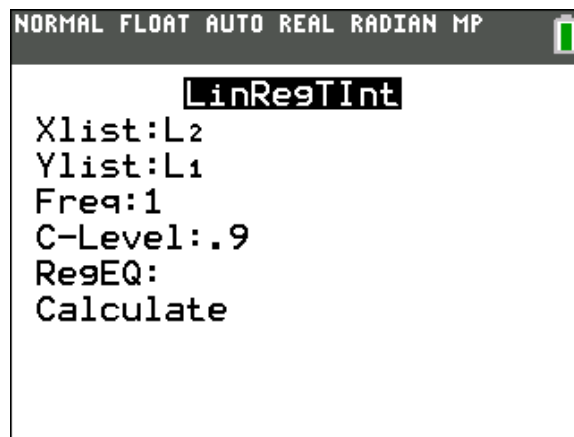 NORMAL FLOAT AUTO REAL RADIAN MP
LinRegTInt
Xlist:L₂
Ylist:L₁
Freq:1
C-Level:.9
RegEQ:
Calculate